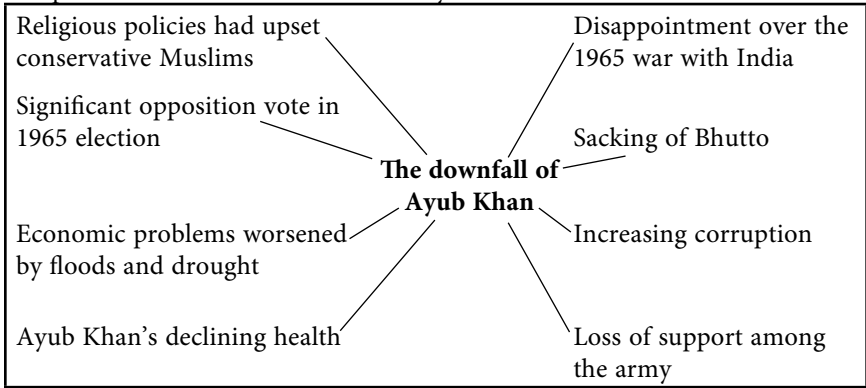 Religious policies had upset
conservative Muslims
Disappointment over the
1965 war with India
Significant opposition vote in
1965 election
Sacking of Bhutto
The downfall of
Ayub Khan
Economic problems worsened
by floods and drought
Increasing corruption
Ayub Khan's declining health
Loss of support among
the army